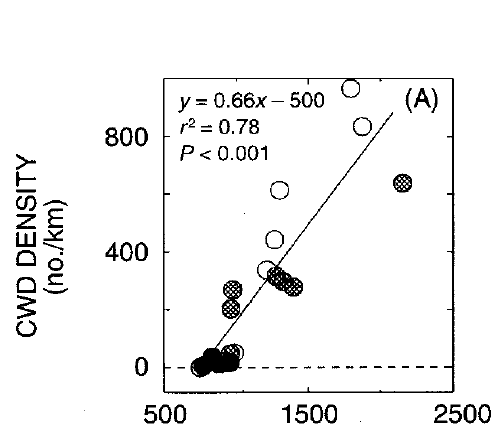 y = 0.66x − 500
r² = 0.78
P < 0.001
(A)
CWD DENSITY
(no./km)
800
400
0
500
1500
2500